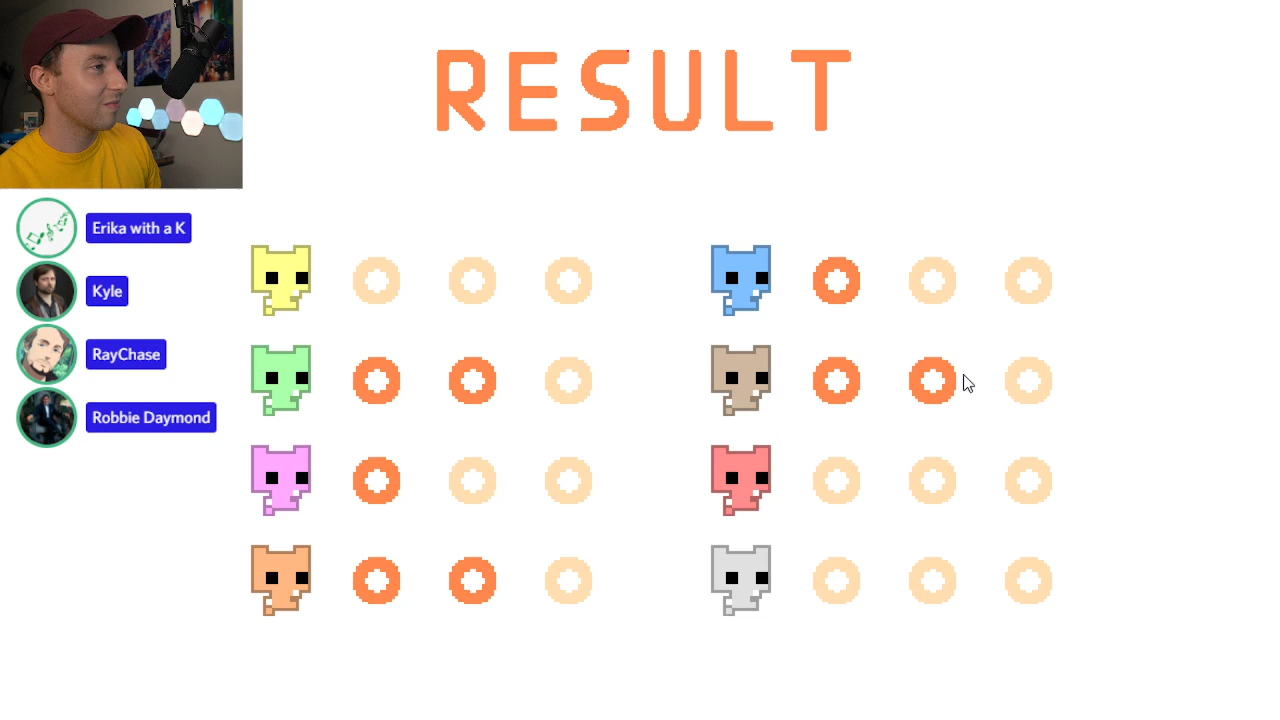 RESULT
Erika with a K
Kyle
RayChase
Robbie Daymond